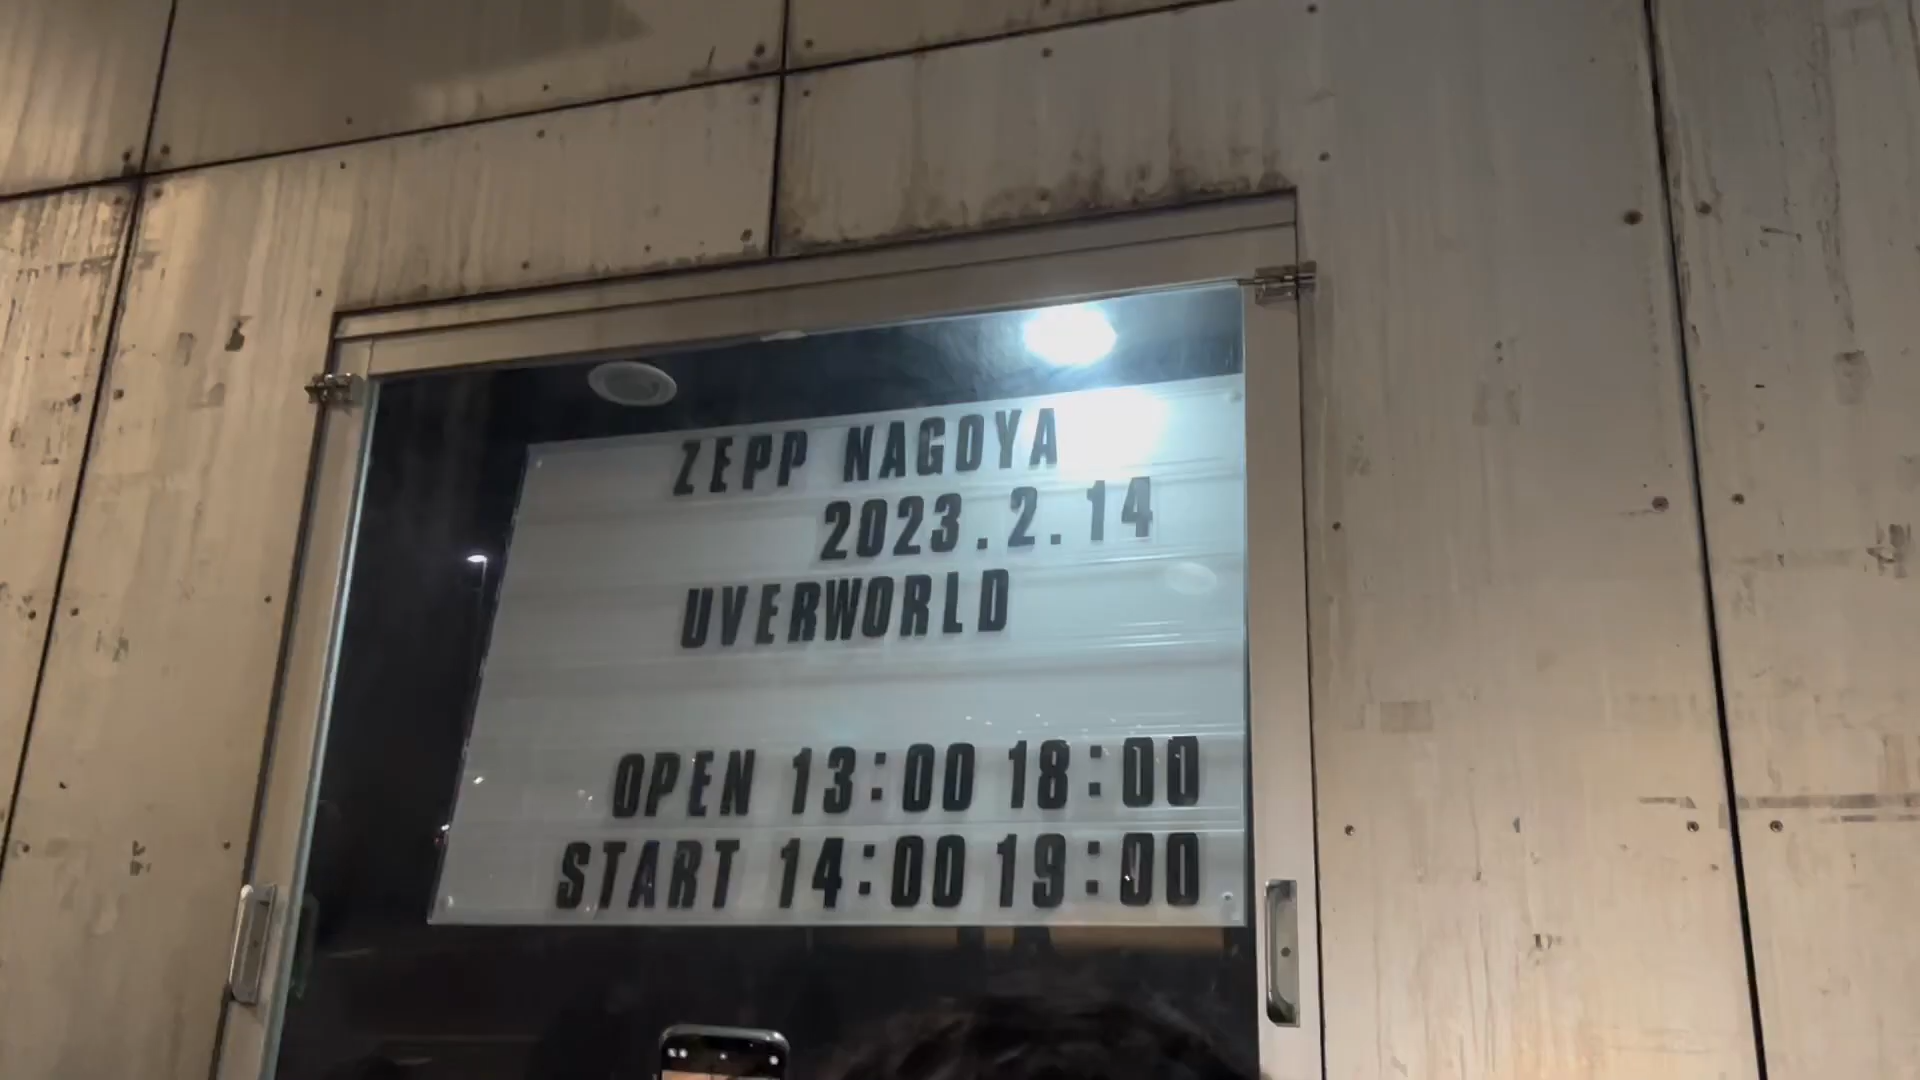 ZEPP NAGOYA
2023.2.14
UVERWORLD
OPEN 13:00 18:00
START 14:00 19:00